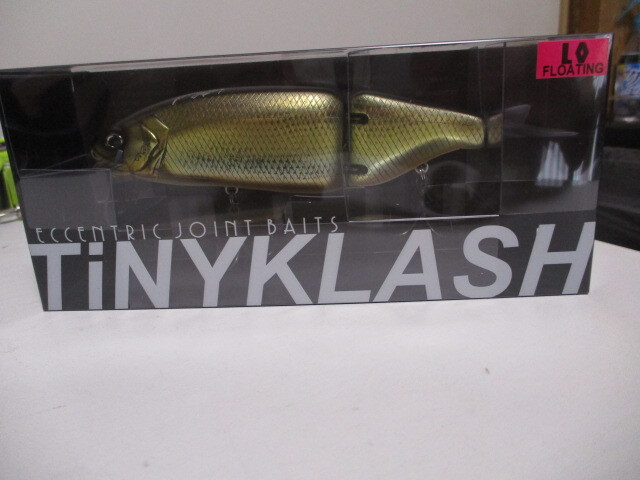 LO
FLOATING
ECCENTRIC JOINT BAITS
TiNYKLASH